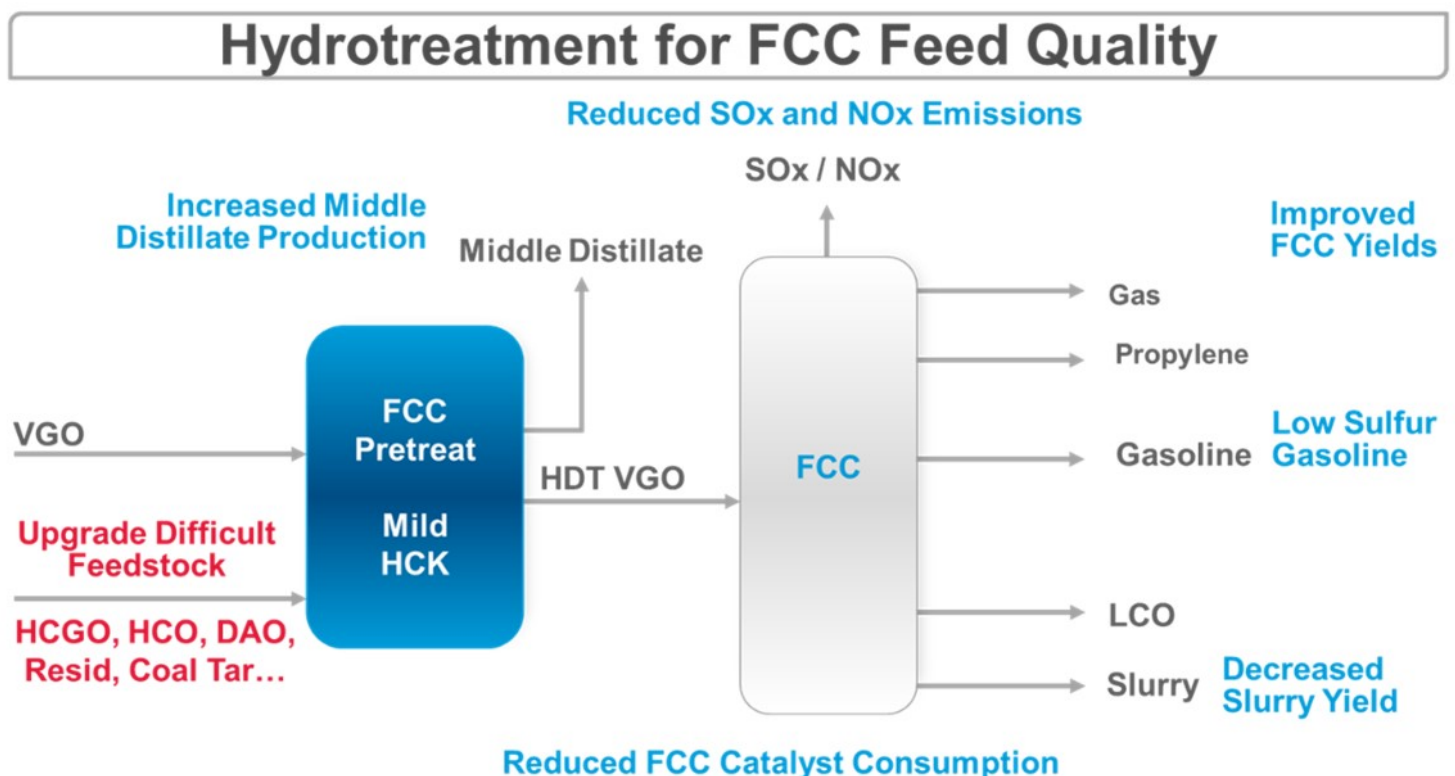 Hydrotreatment for FCC Feed Quality
Reduced SOx and NOx Emissions
SOx / NOx
Increased Middle
Distillate Production
Middle Distillate
Improved
FCC Yields
Gas
Propylene
FCC
Pretreat
Mild
HCK
VGO
HDT VGO
FCC
Gasoline
Low Sulfur
Gasoline
Upgrade Difficult
Feedstock
HCGO, HCO, DAO,
Resid, Coal Tar...
LCO
Slurry
Decreased
Slurry Yield
Reduced FCC Catalyst Consumption